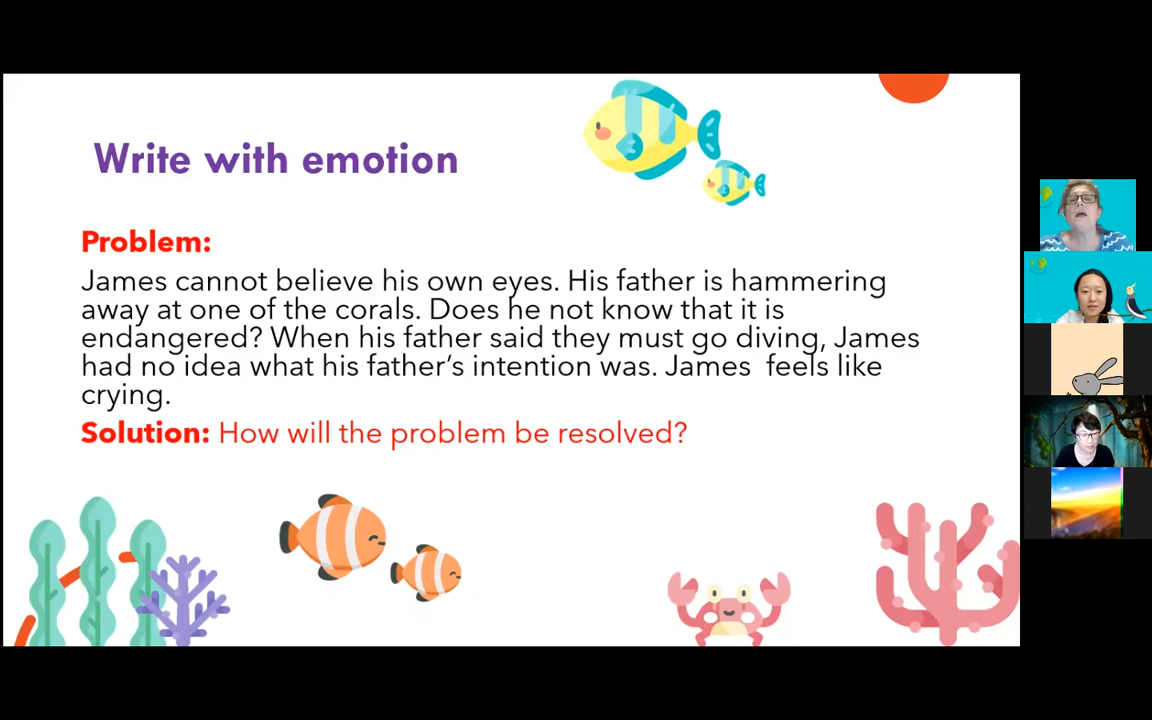 Write with emotion
Problem:
James cannot believe his own eyes. His father is hammering
away at one of the corals. Does he not know that it is
endangered? When his father said they must go diving, James
had no idea what his father's intention was. James  feels like
crying.
Solution: How will the problem be resolved?